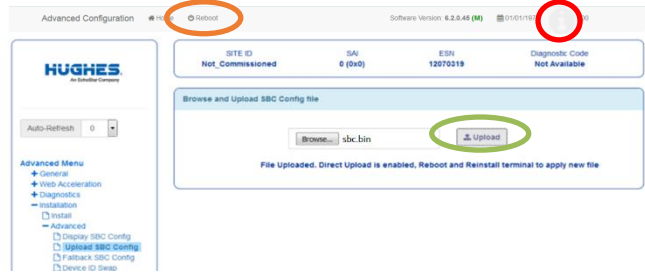 Advanced Configuration Home Reboot Software Version: 6.2.0.45 (M)
HUGHES.
An EchoStar Company
SITE ID SAI ESN Diagnostic Code
Not_Commissioned 0 (0x0) 12070319 Not Available
Browse and Upload SBC Config file
Auto-Refresh 0
Browse... sbc.bin Upload
File Uploaded. Direct Upload is enabled, Reboot and Reinstall terminal to apply new file
Advanced Menu
General
Web Acceleration
Diagnostics
Installation
Install
Advanced
Display SBC Config
Upload SBC Config
Fallback SBC Config
Device ID Swap